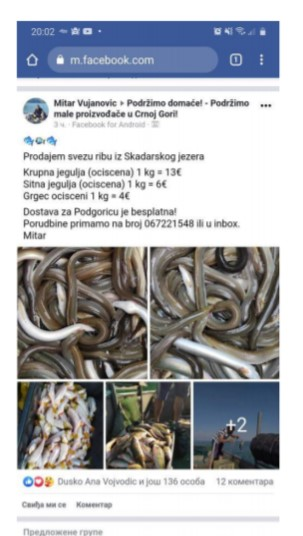 20:02
m.facebook.com
1
Mitar Vujanovic ▸ Podržimo domaće! - Podržimo
male proizvođače u Crnoj Gori!
3 ч. · Facebook for Android ·
Prodajem svezu ribu iz Skadarskog jezera
Krupna jegulja (ociscena) 1 kg = 13€
Sitna jegulja (ociscena) 1 kg = 6€
Grgec ocisceni 1 kg = 4€
Dostava za Podgoricu je besplatna!
Porudbine primamo na broj 067221548 ili u inbox.
Mitar
+2
Dusko Ana Vojvodic и још 136 особа 12 коментара
Свиђа ми се Коментар
Предложене групе